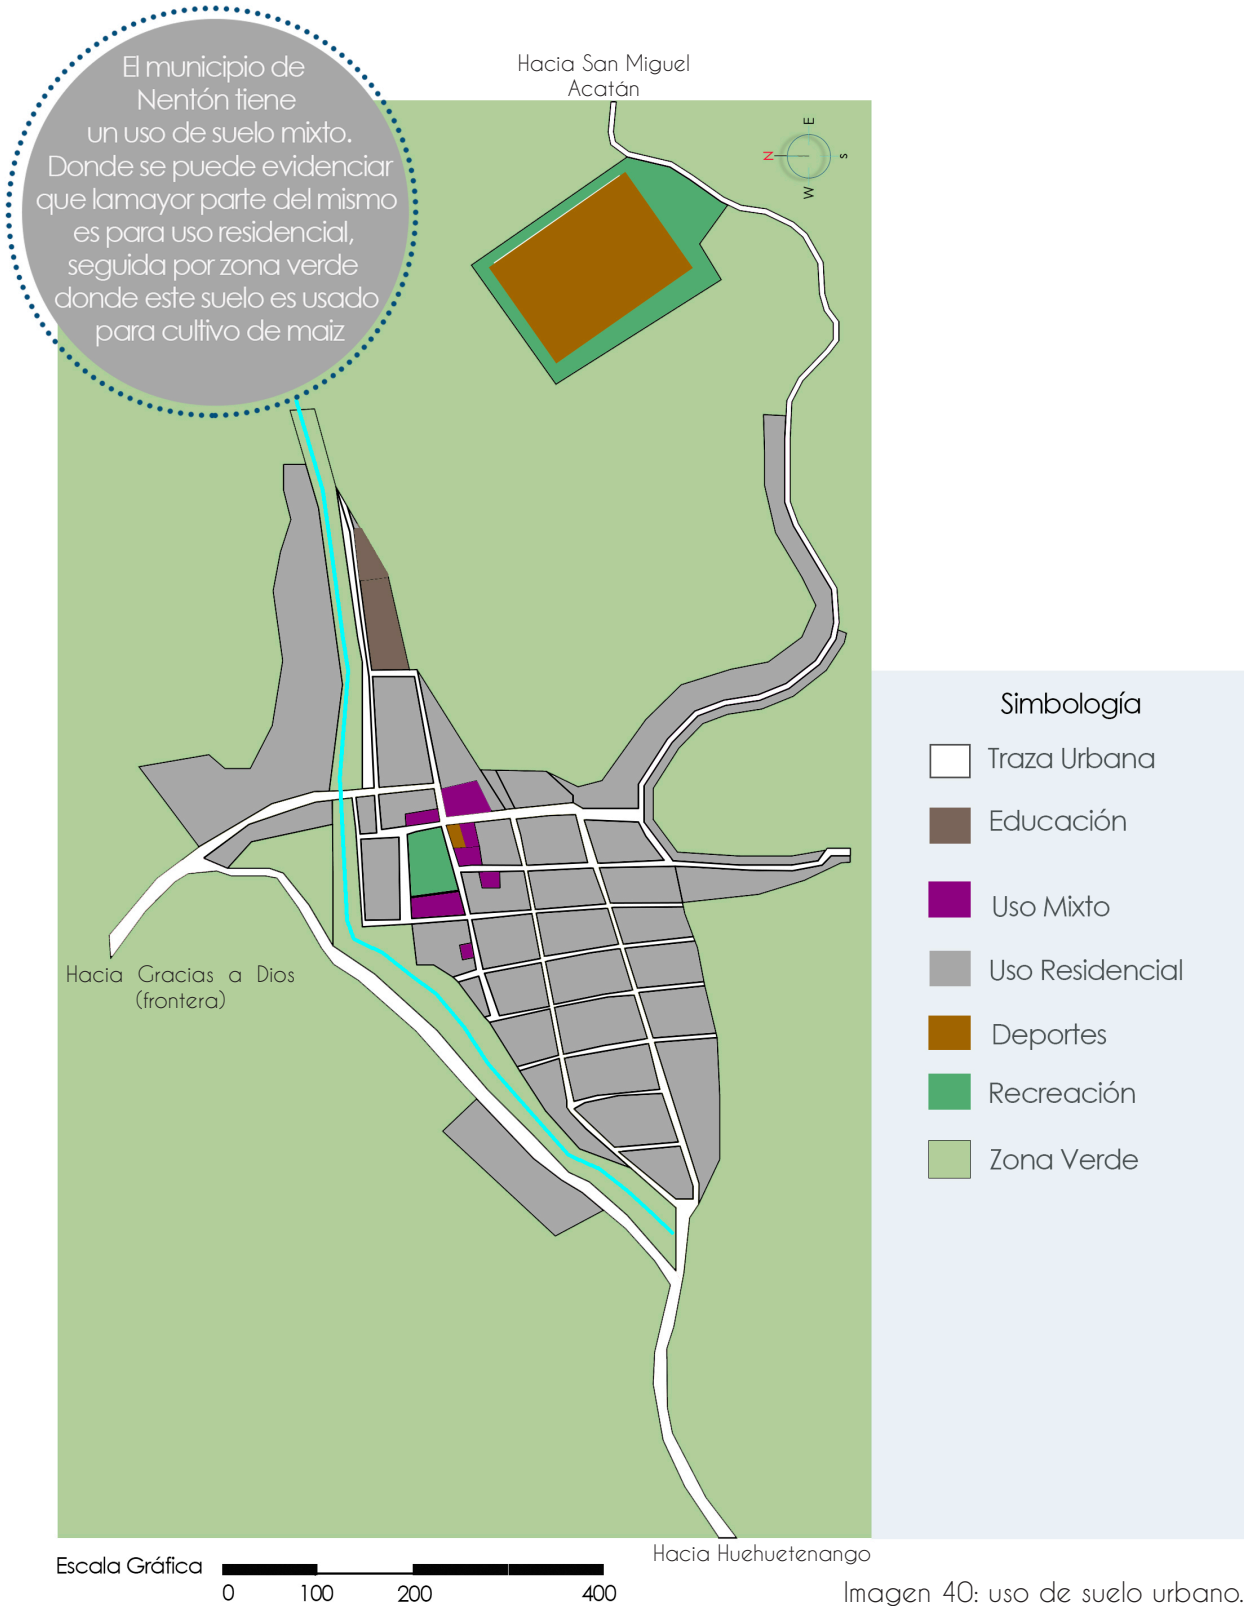 El municipio de
Nentón tiene
un uso de suelo mixto.
Donde se puede evidenciar
que lamayor parte del mismo
es para uso residencial,
seguida por zona verde
donde este suelo es usado
para cultivo de maiz
Hacia San Miguel
Acatán
E
N
S
W
Hacia Gracias a Dios
(frontera)
Simbología
Traza Urbana
Educación
Uso Mixto
Uso Residencial
Deportes
Recreación
Zona Verde
Hacia Huehuetenango
Escala Gráfica
0 100 200 400
Imagen 40: uso de suelo urbano.